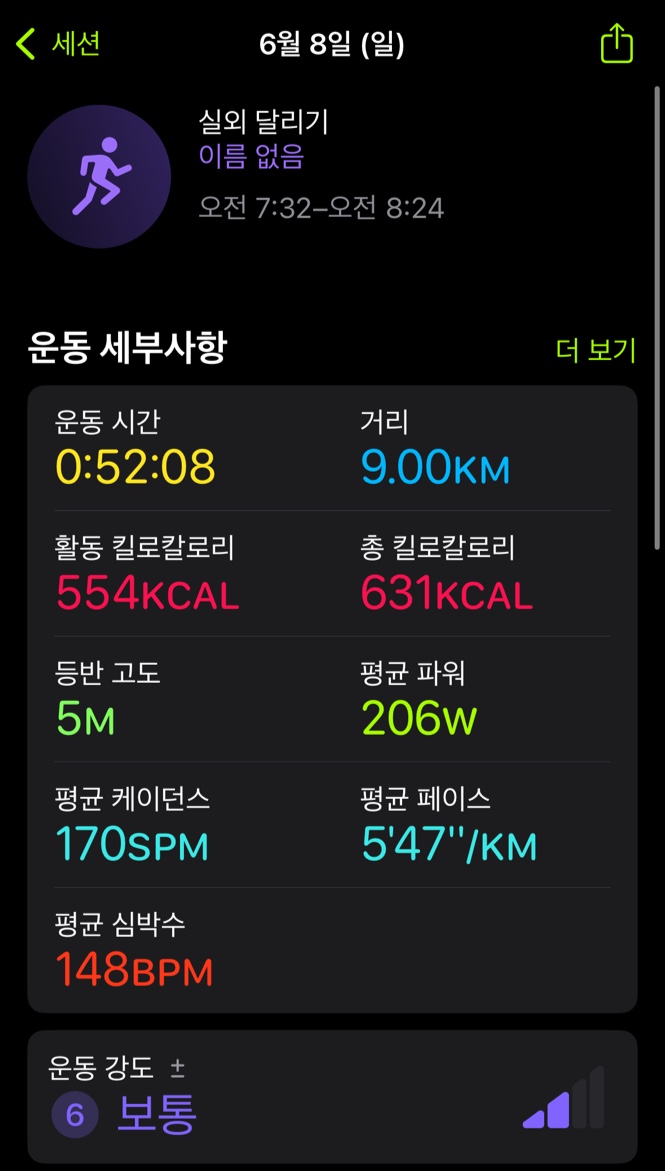 세션
6월 8일 (일)
실외 달리기
이름 없음
오전 7:32–오전 8:24
운동 세부사항
더 보기
운동 시간
거리
0:52:08
9.00KM
활동 킬로칼로리
총 킬로칼로리
554KCAL
631KCAL
등반 고도
평균 파워
5M
206W
평균 케이던스
평균 페이스
170SPM
5'47"/KM
평균 심박수
148BPM
운동 강도 ±
6 보통